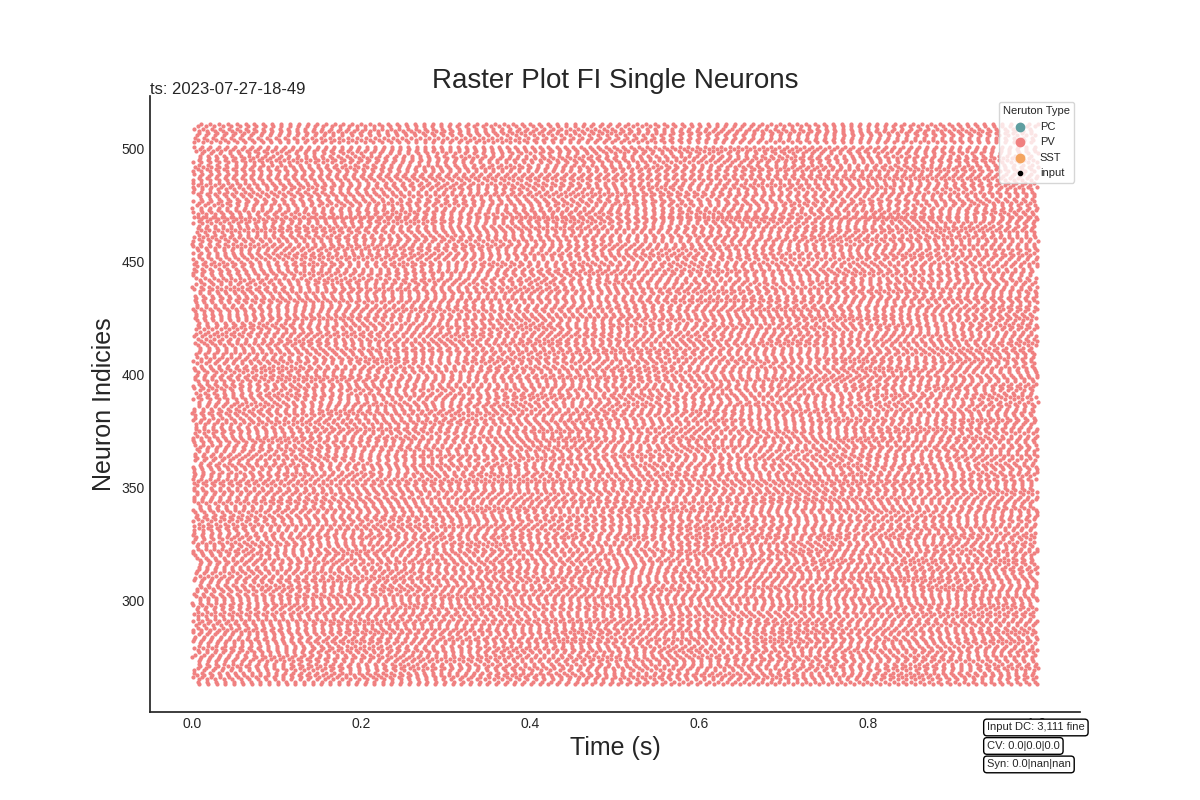 Raster Plot FI Single Neurons
ts: 2023-07-27-18-49
Neruton Type
PC
PV
SST
input
500
450
400
350
300
Neuron Indicies
0.0 0.2 0.4 0.6 0.8
Time (s)
Input DC: 3,111 fine
CV: 0.0|0.0|0.0
Syn: 0.0|nan|nan